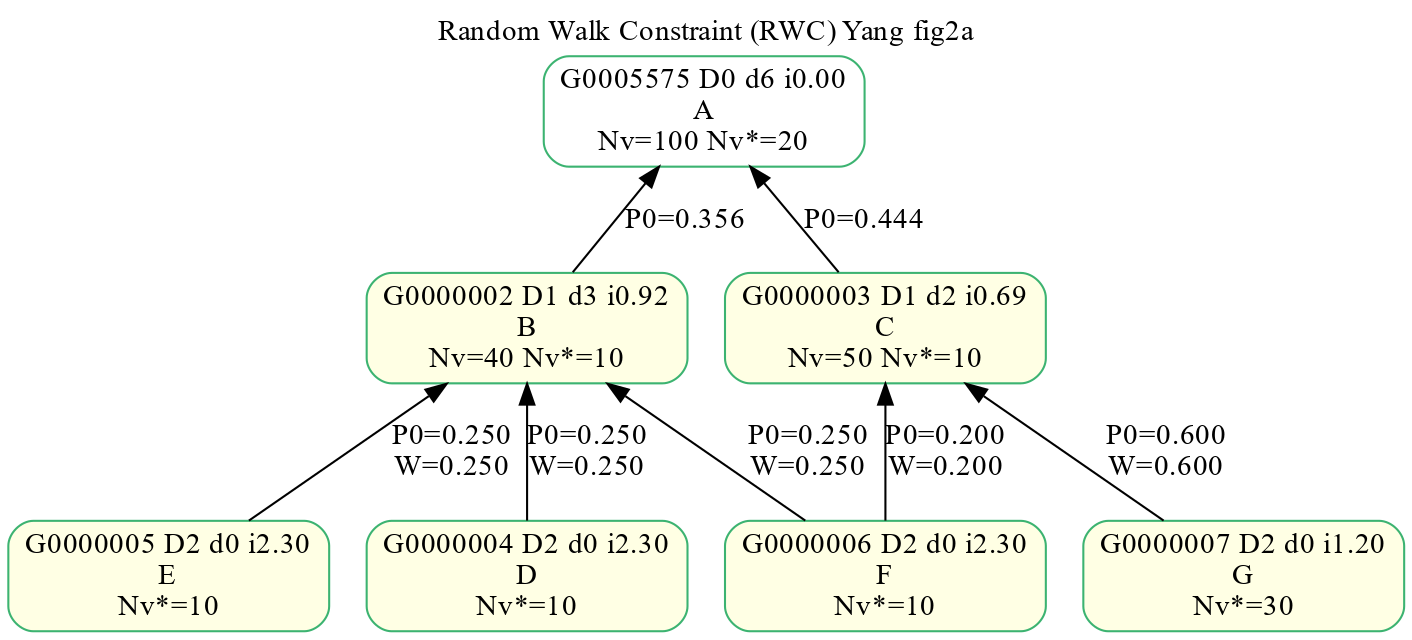 Random Walk Constraint (RWC) Yang fig2a
G0005575 D0 d6 i0.00
A
Nv=100 Nv*=20
P0=0.356
P0=0.444
G0000002 D1 d3 i0.92
B
Nv=40 Nv*=10
G0000003 D1 d2 i0.69
C
Nv=50 Nv*=10
P0=0.250
W=0.250
P0=0.250
W=0.250
P0=0.250
W=0.250
P0=0.200
W=0.200
P0=0.600
W=0.600
G0000005 D2 d0 i2.30
E
Nv*=10
G0000004 D2 d0 i2.30
D
Nv*=10
G0000006 D2 d0 i2.30
F
Nv*=10
G0000007 D2 d0 i1.20
G
Nv*=30